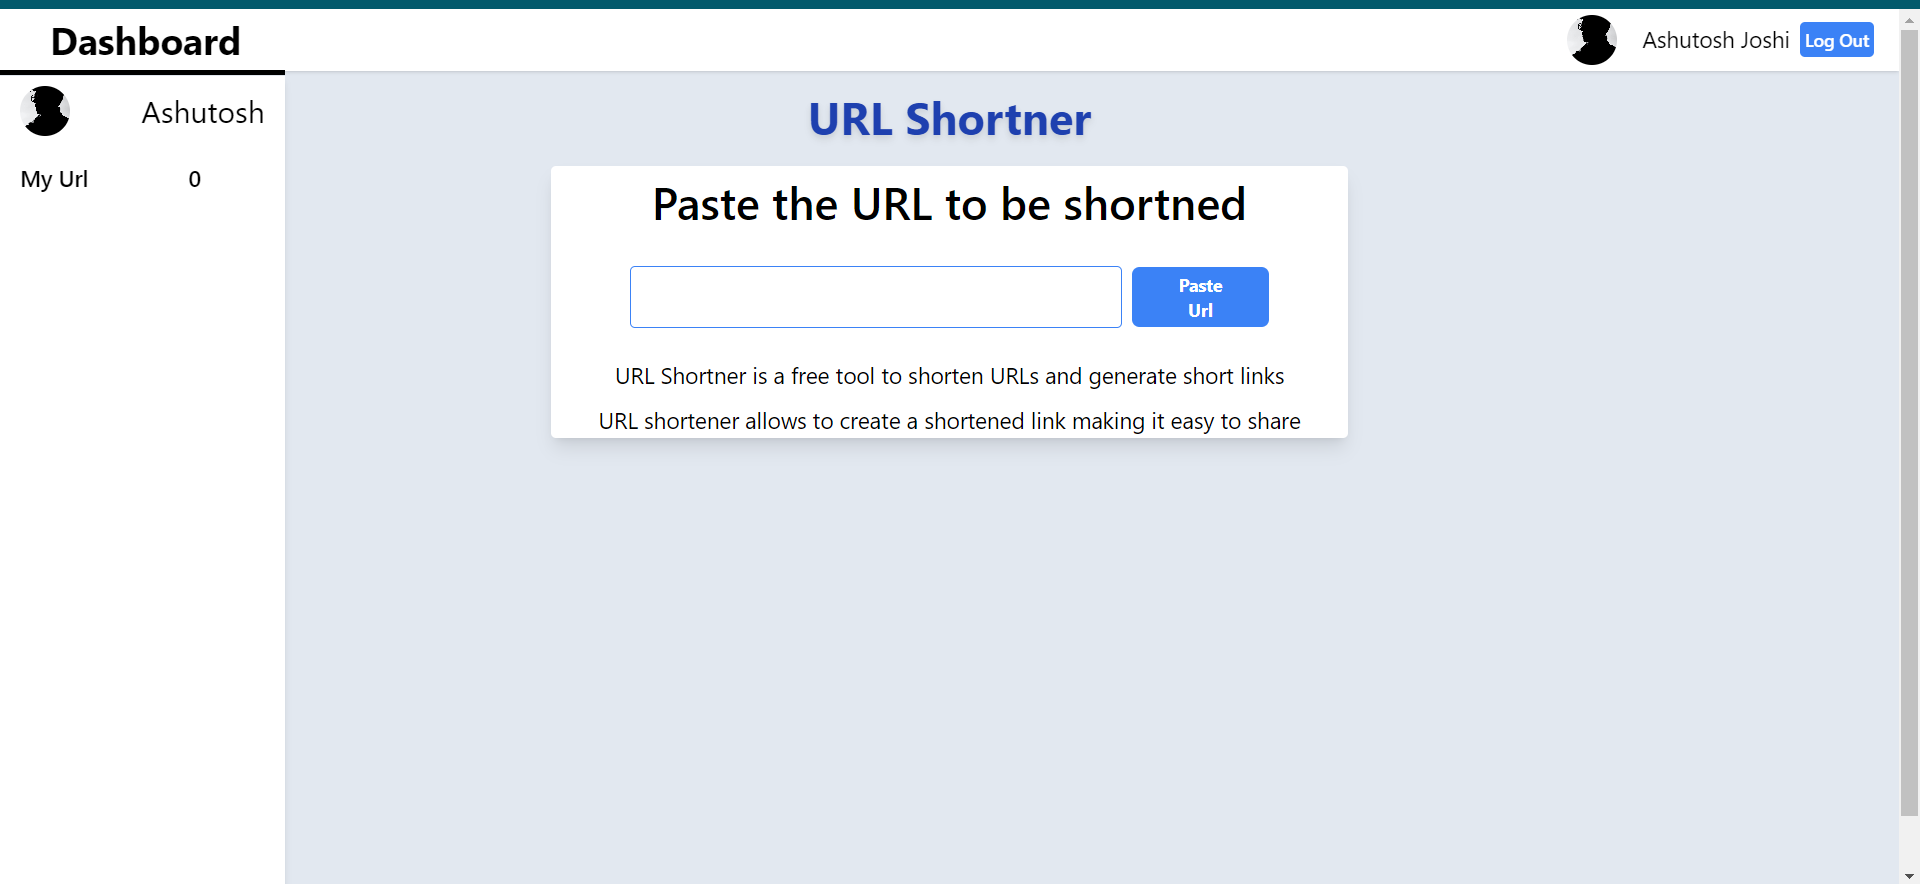 Dashboard
Ashutosh Joshi
Log Out
Ashutosh
My Url 0
URL Shortner
Paste the URL to be shortned
Paste
Url
URL Shortner is a free tool to shorten URLs and generate short links
URL shortener allows to create a shortened link making it easy to share